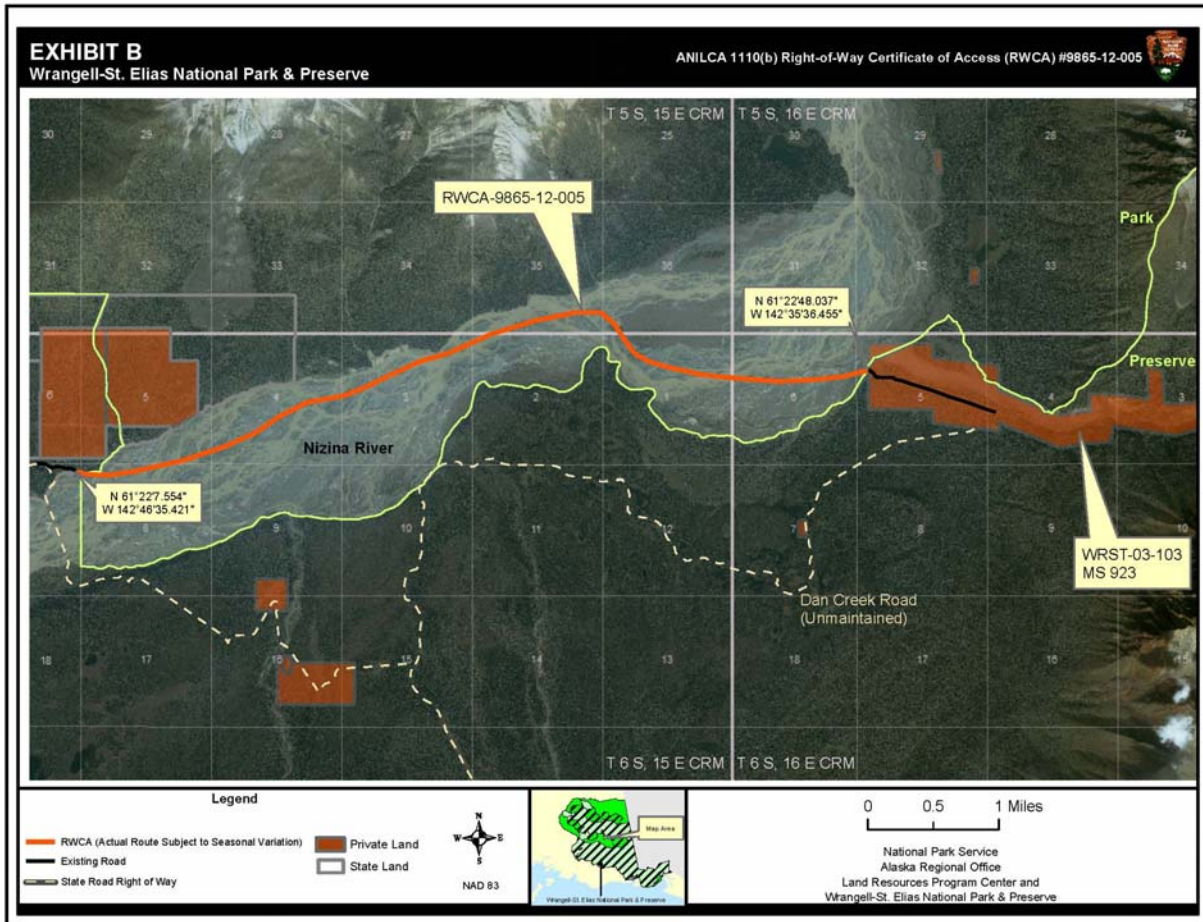 EXHIBIT B
Wrangell-St. Elias National Park & Preserve
ANILCA 1110(b) Right-of-Way Certificate of Access (RWCA) #9865-12-005
T 5 S, 15 E CRM
T 5 S, 16 E CRM
30
29
28
27
25
30
29
27
RWCA-9865-12-005
Park
31
32
33
34
35
32
33
34
N 61°22'48.037"
W 142°35'36.455"
Preserve
6
5
4
3
2
1
6
5
4
3
Nizina River
N 61°22'7.554"
W 142°46'35.421"
7
9
10
11
12
7
8
9
10
WRST-03-103
MS 923
Dan Creek Road
(Unmaintained)
18
17
16
15
14
13
18
17
16
15
T 6 S, 15 E CRM
T 6 S, 16 E CRM
Legend
RWCA (Actual Route Subject to Seasonal Variation)
Existing Road
State Road Right of Way
Private Land
State Land
N
W
E
S
NAD 83
Map Area
Wrangell-St. Elias National Park & Preserve
0 0.5 1 Miles
National Park Service
Alaska Regional Office
Land Resources Program Center and
Wrangell-St. Elias National Park & Preserve